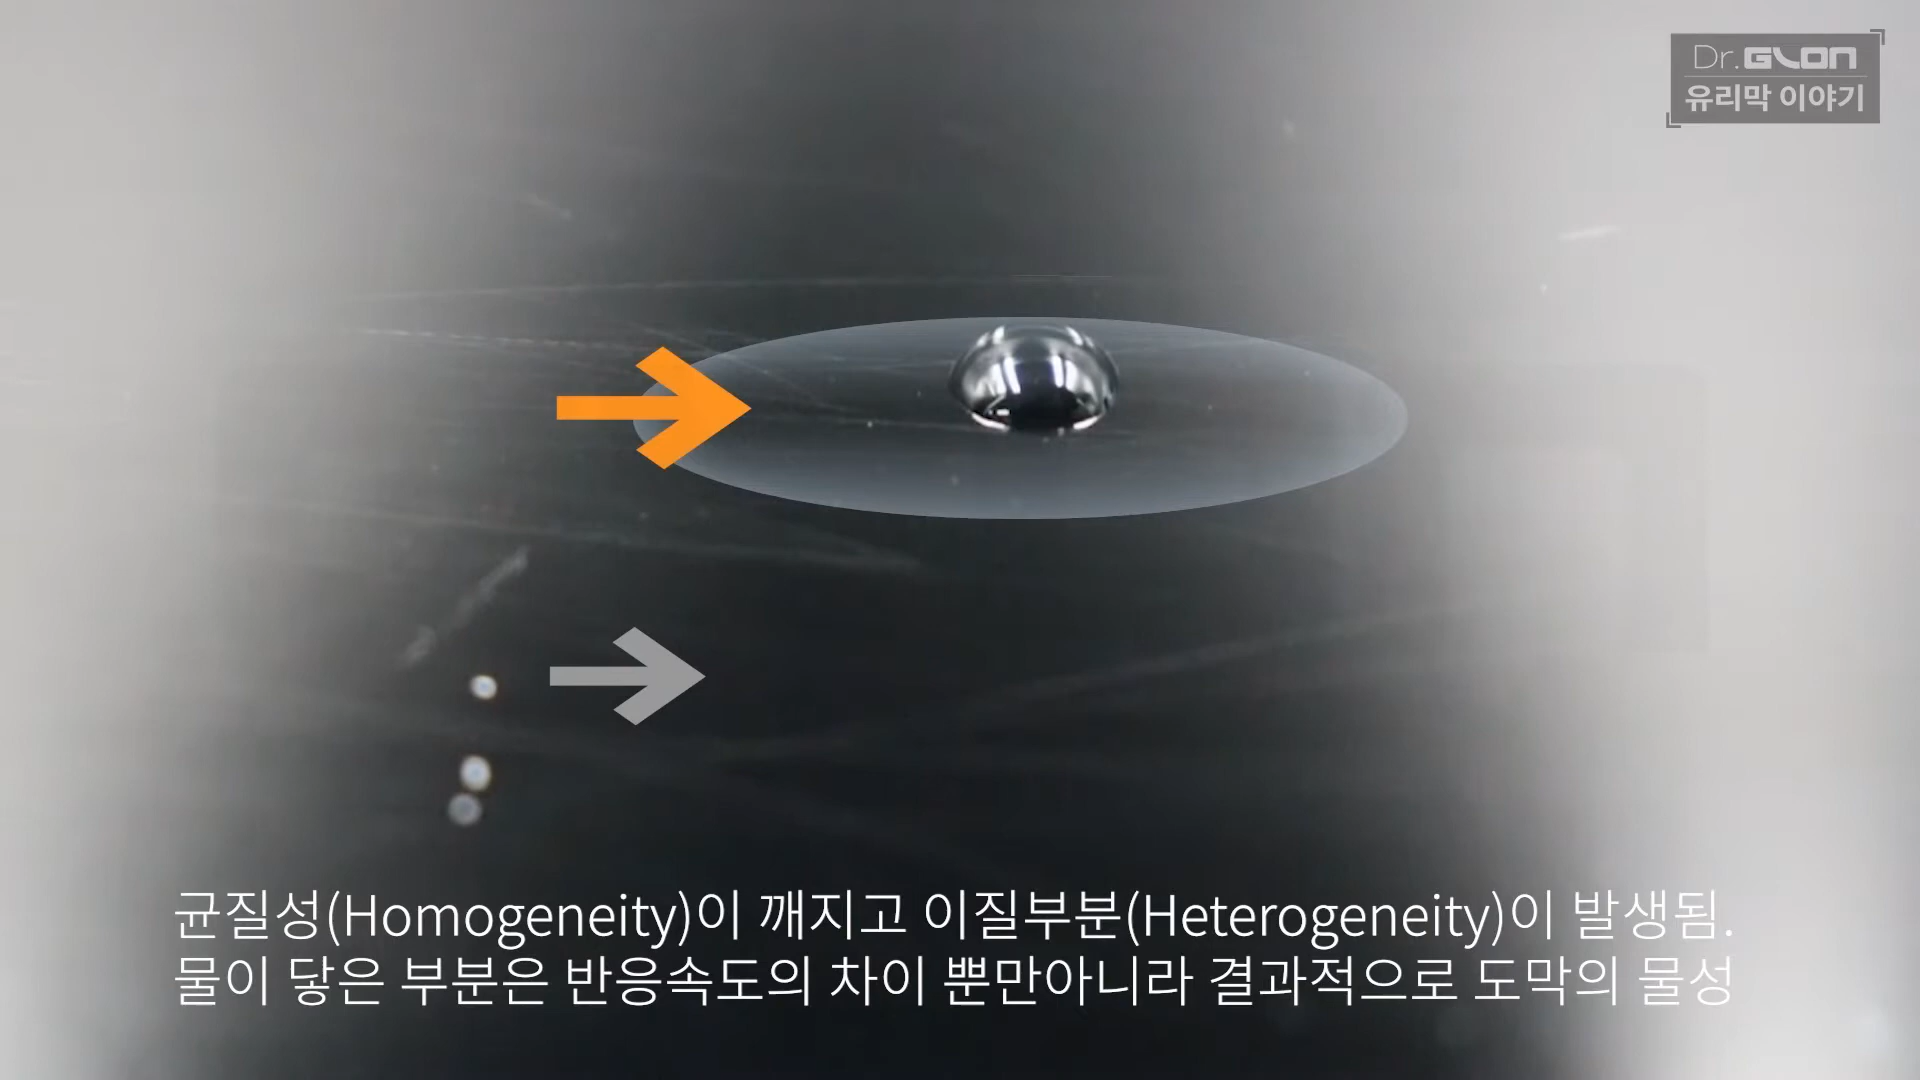 Dr.GLON
유리막 이야기
균질성(Homogeneity)이 깨지고 이질부분(Heterogeneity)이 발생됨.
물이 닿은 부분은 반응속도의 차이 뿐만아니라 결과적으로 도막의 물성